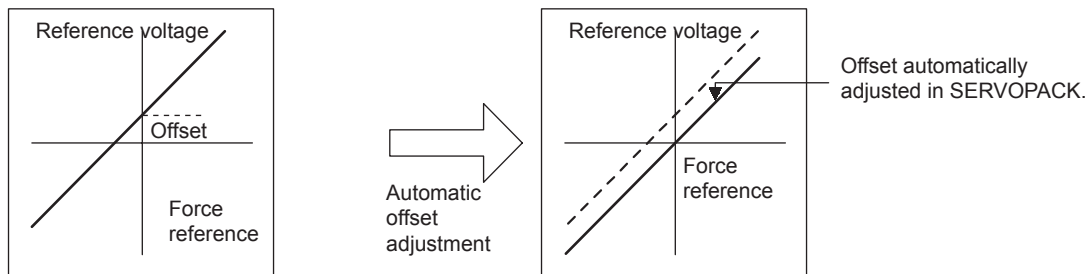 Reference voltage
Offset
Force
reference
Automatic
offset
adjustment
Reference voltage
Force
reference
Offset automatically
adjusted in SERVOPACK.